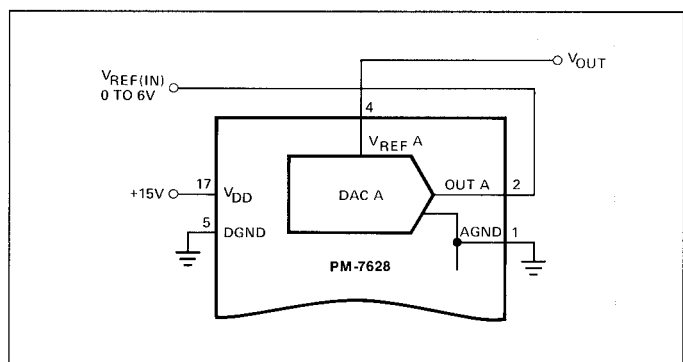 VOUT
VREF(IN)
0 TO 6V
4
VREF A
17
+15V
VDD
DAC A
OUT A
2
5
DGND
AGND
1
PM-7628